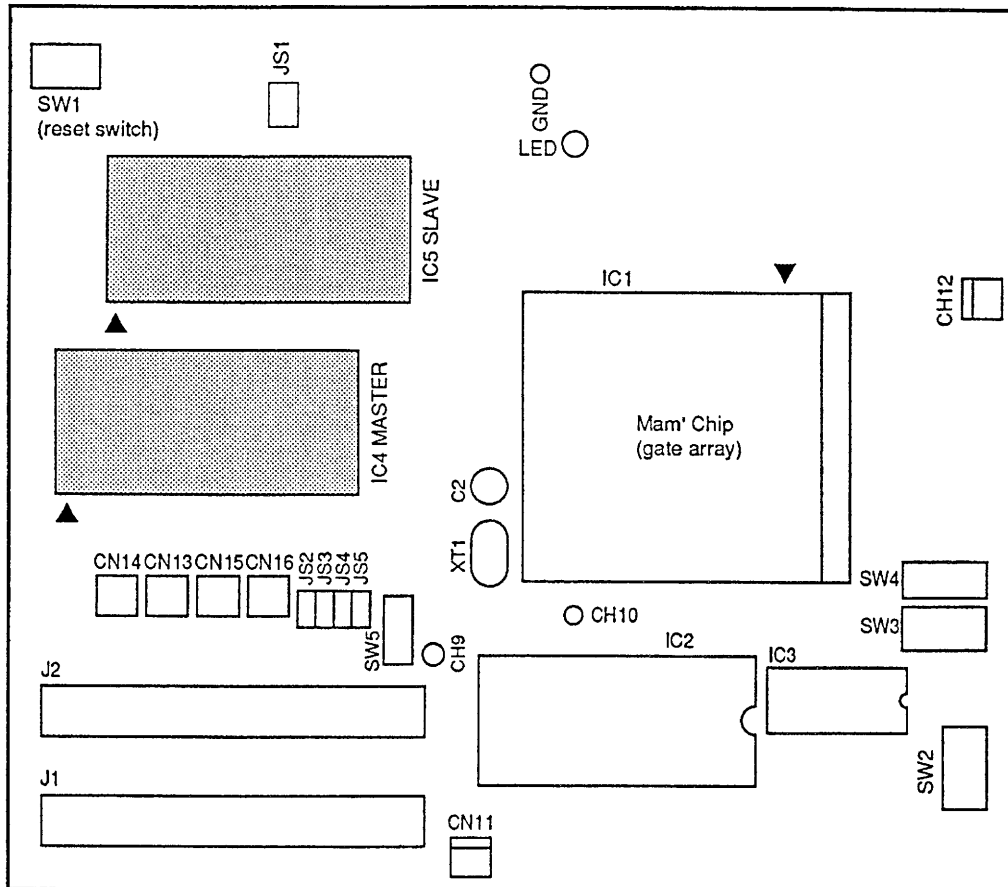 JS1
SW1
(reset switch)
GND
LED
IC5 SLAVE
IC1
CH12
IC4 MASTER
Mam' Chip
(gate array)
C2
XT1
CN14
CN13
CN15
CN16
JS2
JS3
JS4
JS5
SW4
CH10
SW3
SW5
CH9
IC2
IC3
J2
SW2
J1
CN11